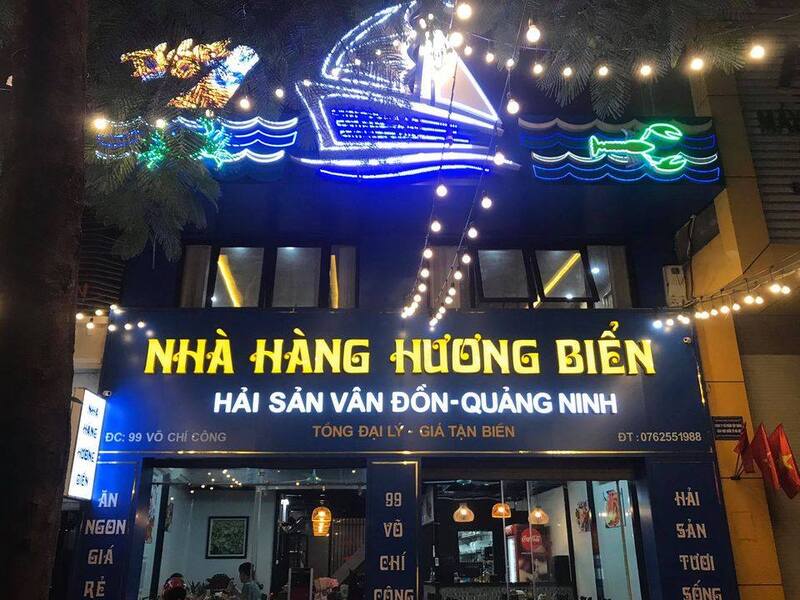 NHÀ HÀNG HƯƠNG BIỂN
HẢI SẢN VÂN ĐỒN-QUẢNG NINH
TỔNG ĐẠI LÝ - GIÁ TẬN BIỂN
ĐC: 99 VÕ CHÍ CÔNG
ĐT : 0762551988
NHÀ
HÀNG
HƯƠNG
BIỂN
ĂN
NGON
GIÁ
RẺ
99
VÕ
CHÍ
CÔNG
HẢI
SẢN
TƯƠI
SỐNG
Coca-Cola